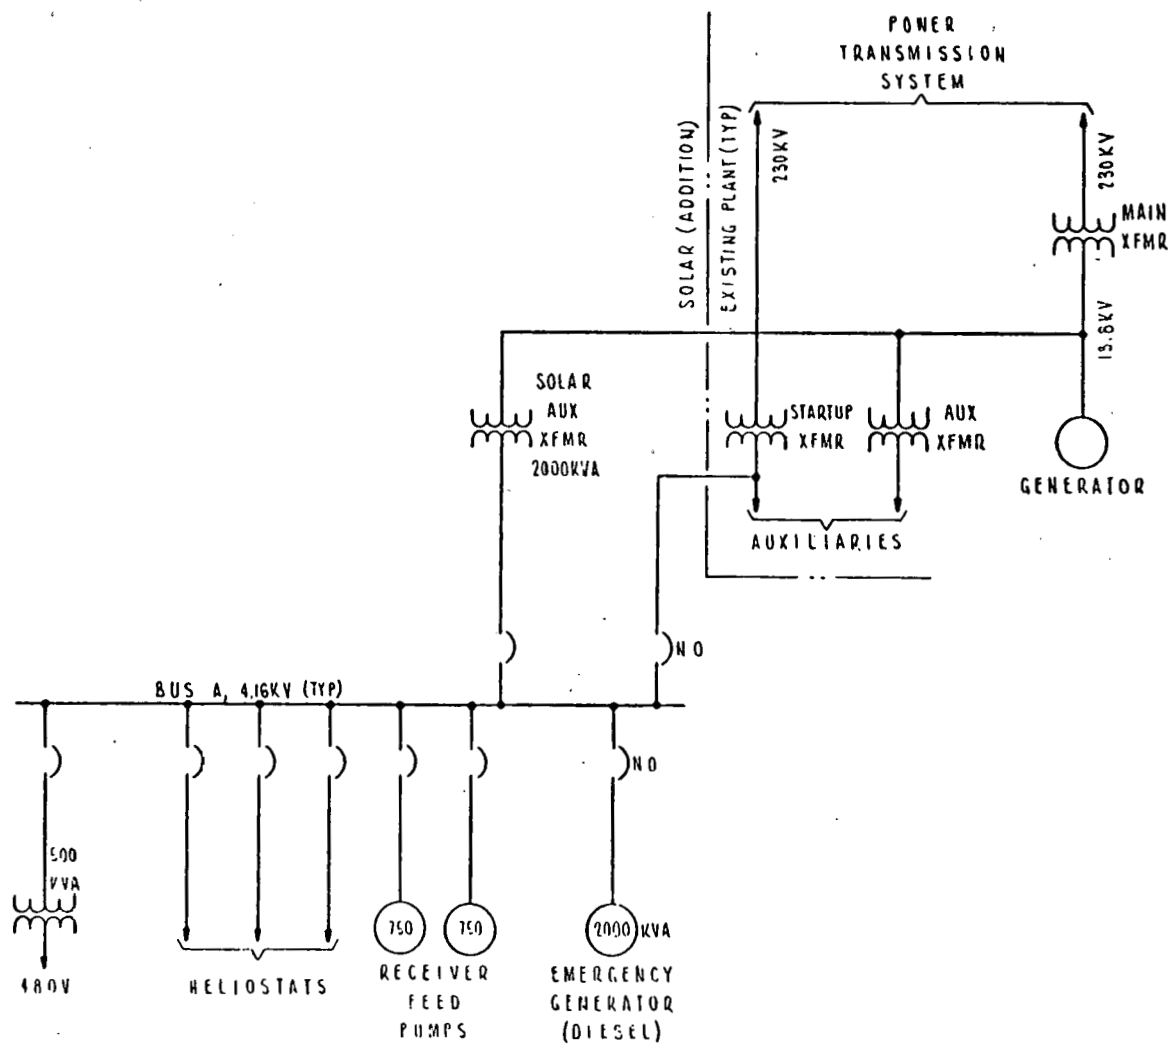 POWER
TRANSMISSION
SYSTEM
SOLAR (ADDITION)
EXISTING PLANT (TYP)
230KV
230KV
MAIN
XFMR
13.8KV
SOLAR
AUX
XFMR
2000KVA
STARTUP
XFMR
AUX
XFMR
GENERATOR
AUXILIARIES
NO
BUS A, 4.16KV (TYP)
NO
500
KVA
480V
HELIOSTATS
750
750
RECEIVER
FEED
PUMPS
2000 KVA
EMERGENCY
GENERATOR
(DIESEL)